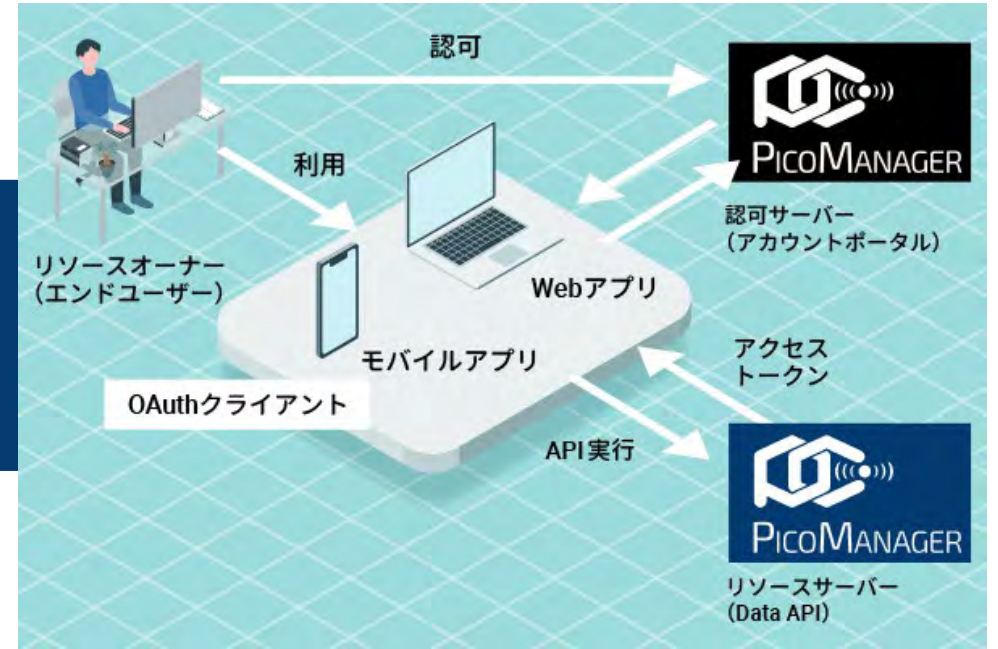 認可
PICOMANAGER
利用
認可サーバー
（アカウントポータル）
リソースオーナー
（エンドユーザー）
Webアプリ
モバイルアプリ
アクセス
トークン
OAuthクライアント
API実行
PICOMANAGER
リソースサーバー
（Data API）